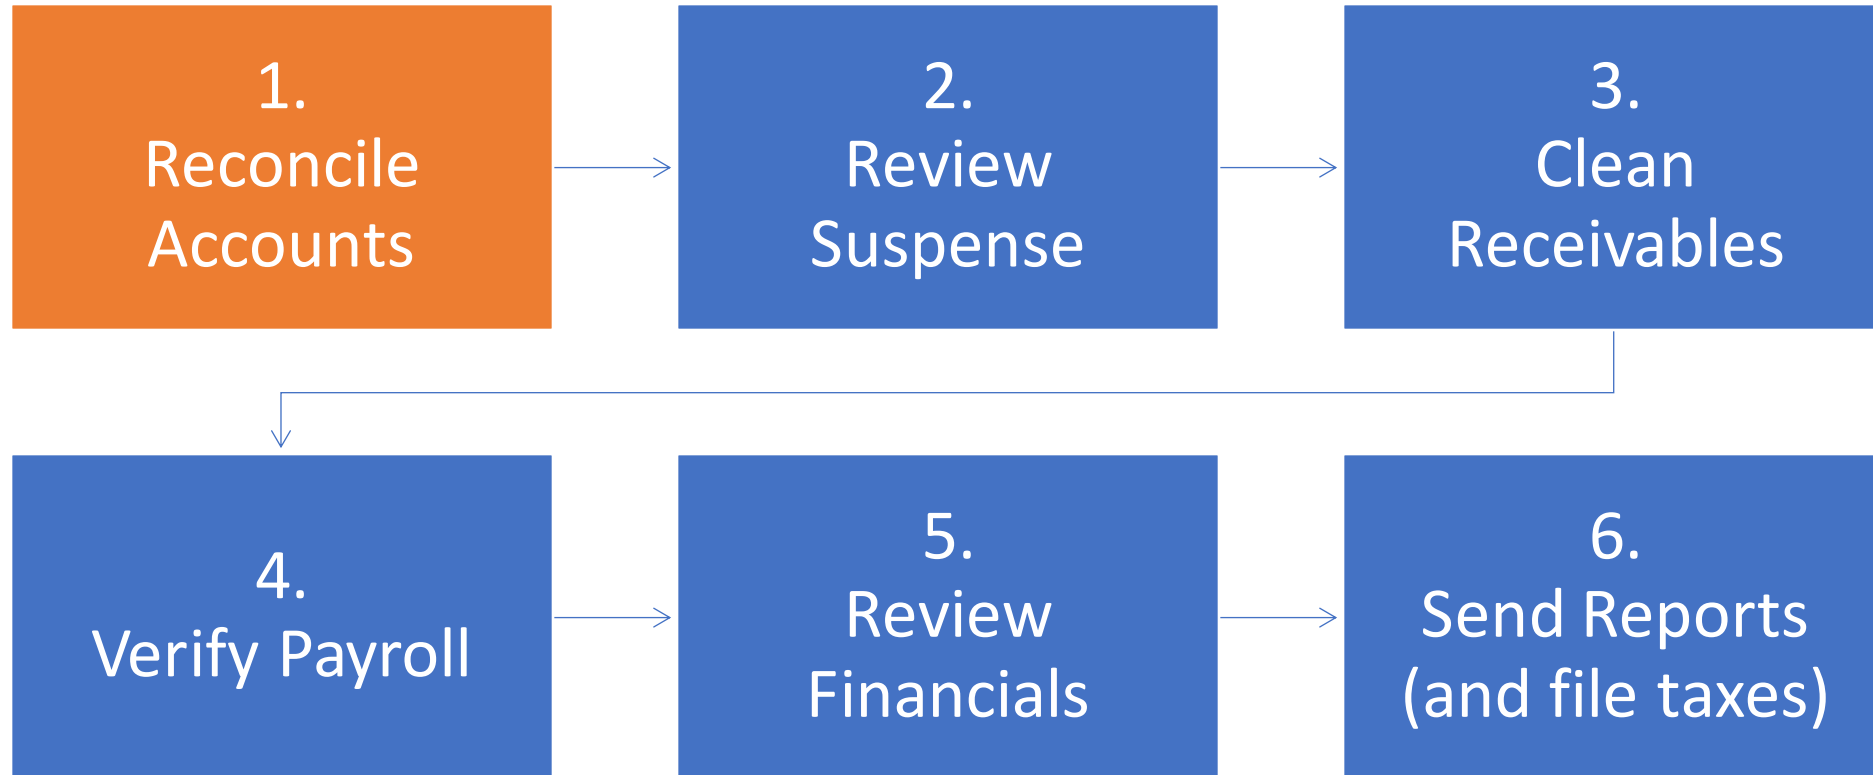 1.
Reconcile
Accounts
2.
Review
Suspense
3.
Clean
Receivables
4.
Verify Payroll
5.
Review
Financials
6.
Send Reports
(and file taxes)